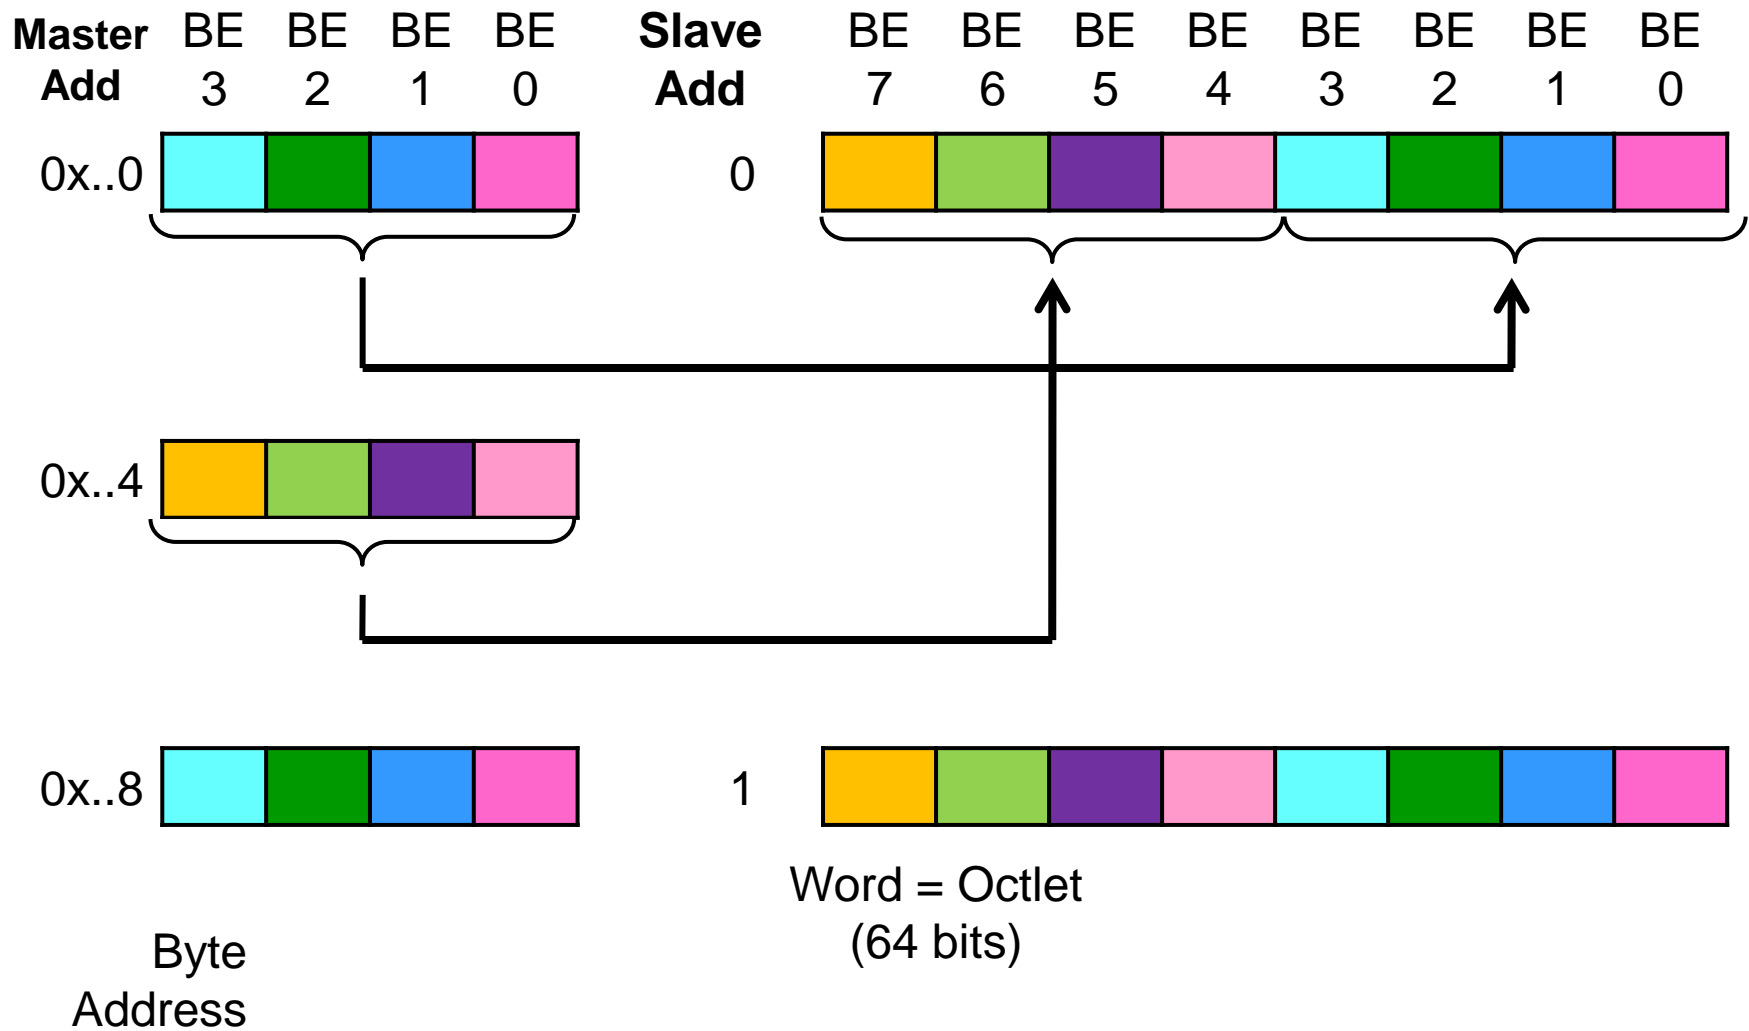 Master BE BE BE BE Slave BE BE BE BE BE BE BE BE
Add 3 2 1 0 Add 7 6 5 4 3 2 1 0
0x..0 0
0x..4
0x..8 1
Word = Octlet
(64 bits)
Byte
Address